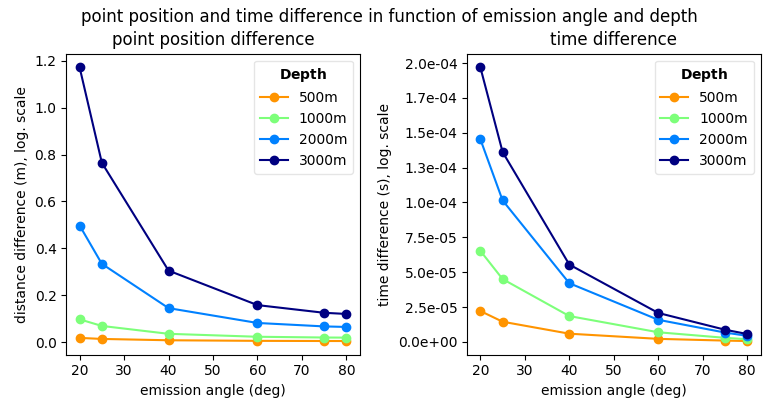 point position and time difference in function of emission angle and depth
point position difference
distance difference (m), log. scale
1.2
1.0
0.8
0.6
0.4
0.2
0.0
Depth
500m
1000m
2000m
3000m
20 30 40 50 60 70 80
emission angle (deg)
time difference
time difference (s), log. scale
2.0e-04
1.7e-04
1.5e-04
1.3e-04
1.0e-04
7.5e-05
5.0e-05
2.5e-05
0.0e+00
Depth
500m
1000m
2000m
3000m
20 30 40 50 60 70 80
emission angle (deg)